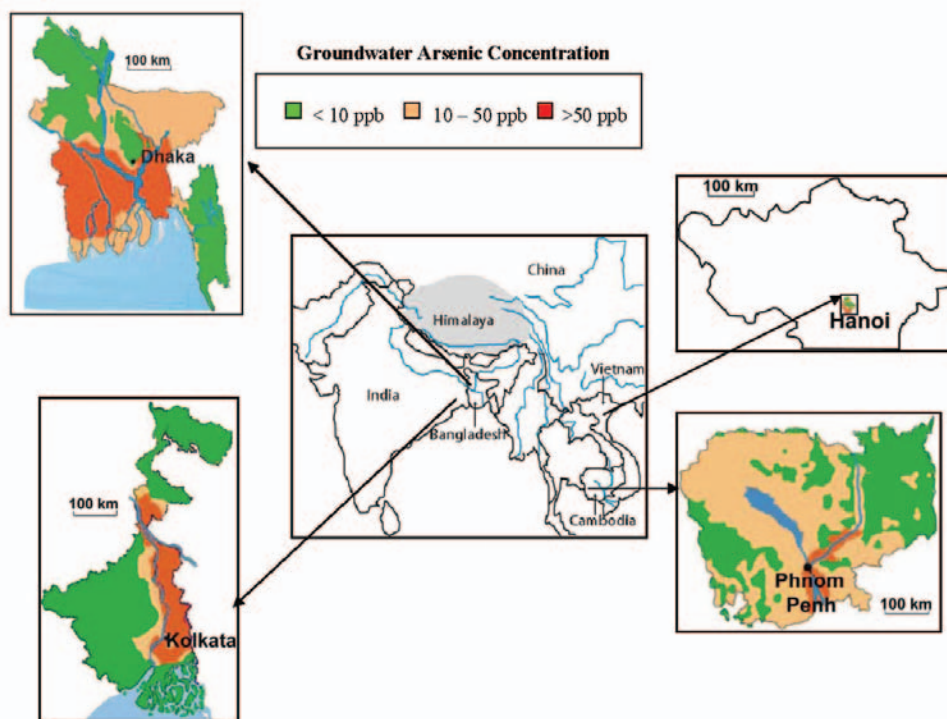 Groundwater Arsenic Concentration
< 10 ppb
10 – 50 ppb
>50 ppb
100 km
Dhaka
100 km
Hanoi
China
Himalaya
India
Vietnam
Bangladesh
Cambodia
100 km
Kolkata
Phnom
Penh
100 km